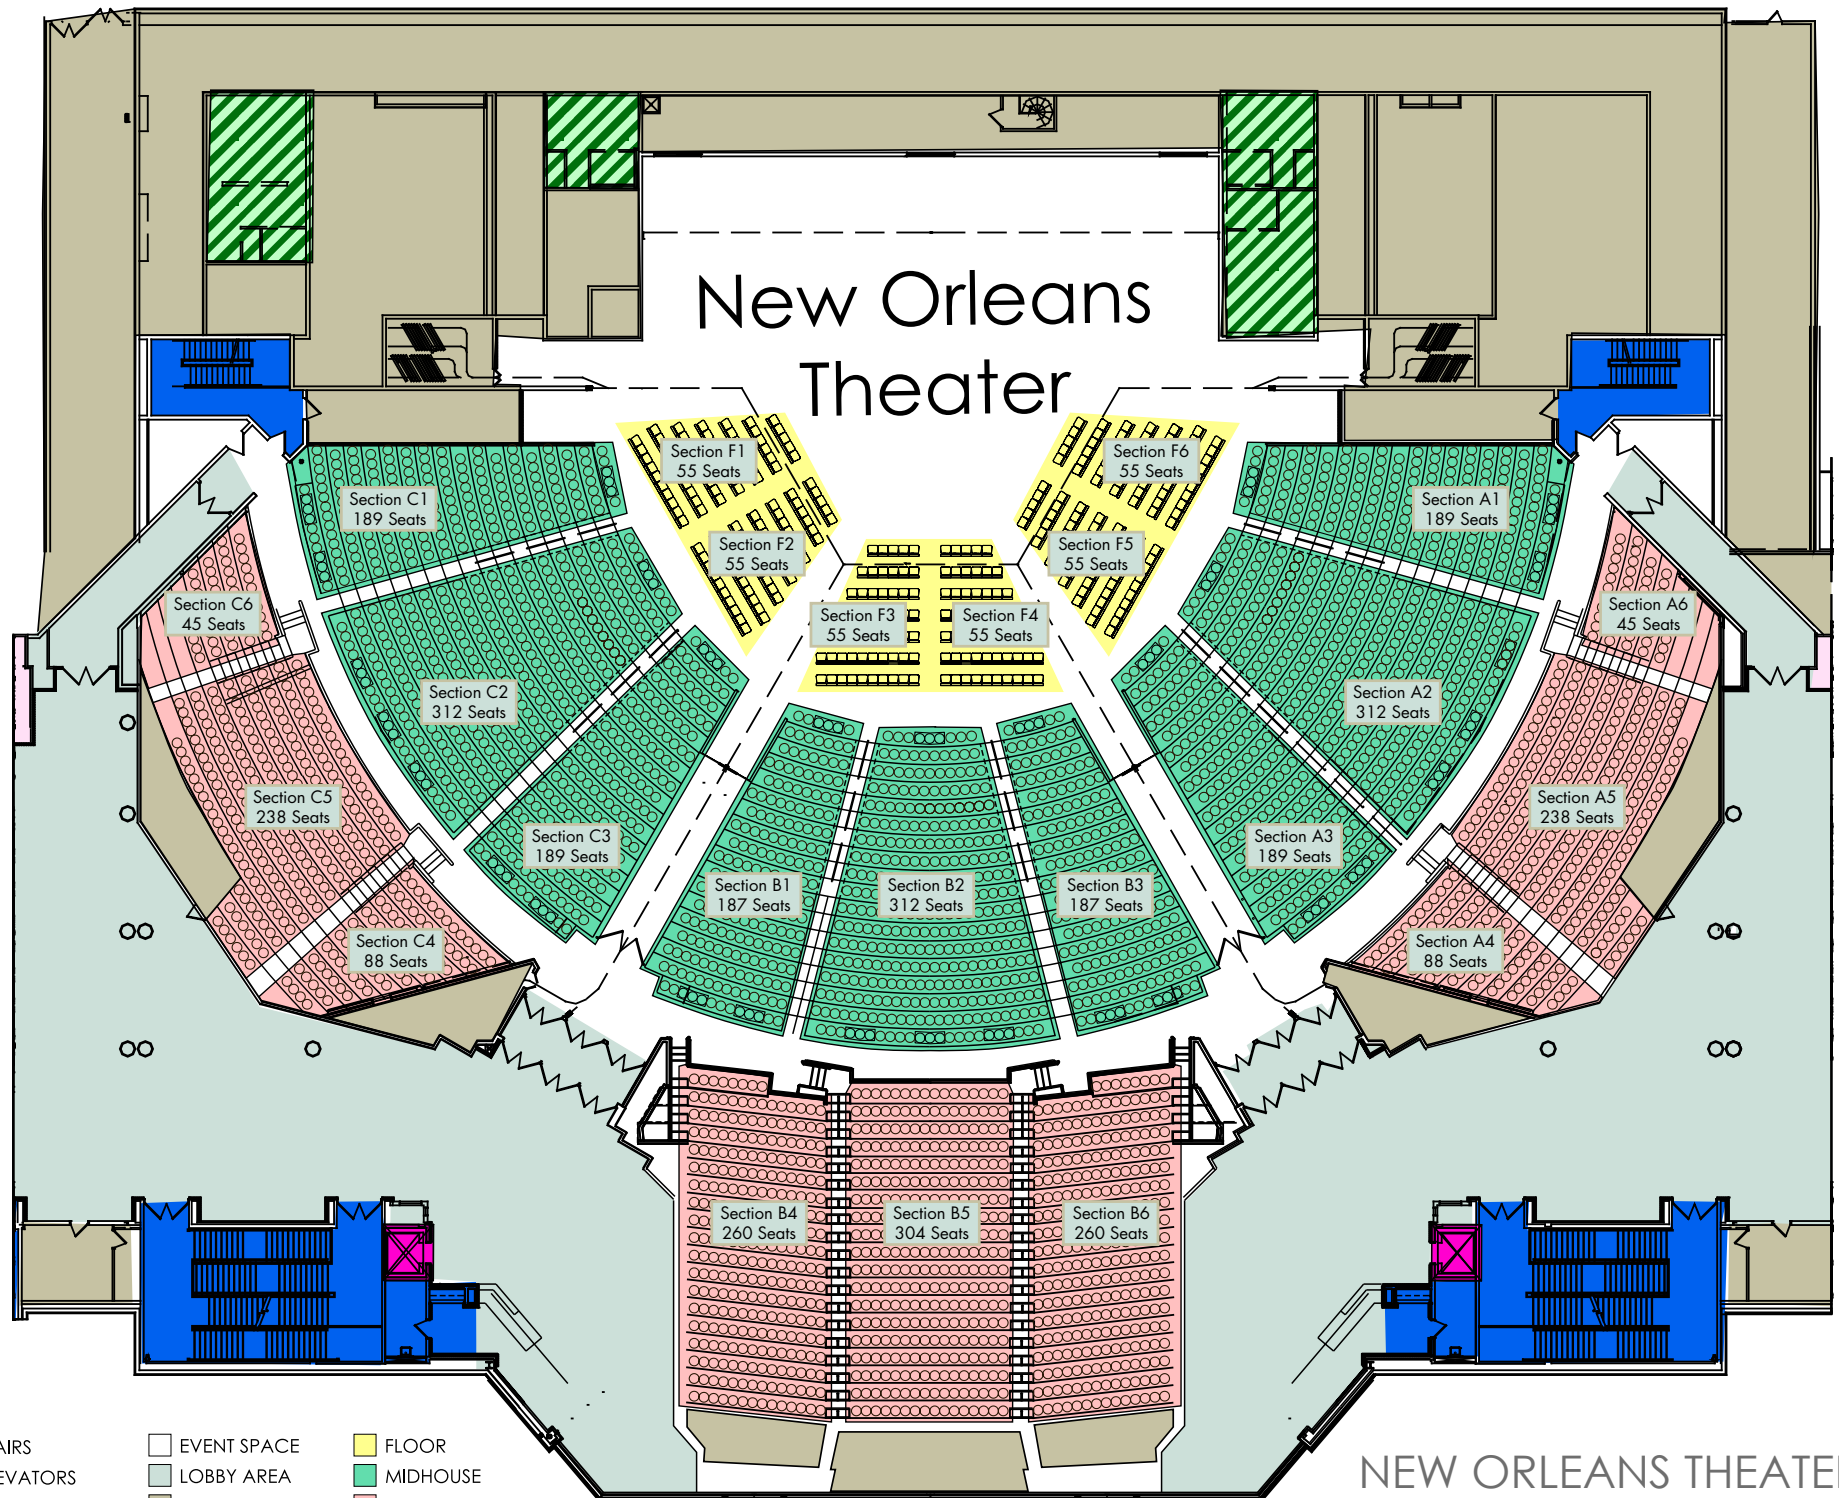 New Orleans
Theater
Section F1
55 Seats
Section F6
55 Seats
Section C1
189 Seats
Section A1
189 Seats
Section F2
55 Seats
Section F5
55 Seats
Section C6
45 Seats
Section F3
55 Seats
Section F4
55 Seats
Section A6
45 Seats
Section C2
312 Seats
Section A2
312 Seats
Section C5
238 Seats
Section A5
238 Seats
Section C3
189 Seats
Section A3
189 Seats
Section B1
187 Seats
Section B2
312 Seats
Section B3
187 Seats
Section C4
88 Seats
Section A4
88 Seats
Section B4
260 Seats
Section B5
304 Seats
Section B6
260 Seats
AIRS
EVENT SPACE
FLOOR
EVATORS
LOBBY AREA
MIDHOUSE
NEW ORLEANS THEATE